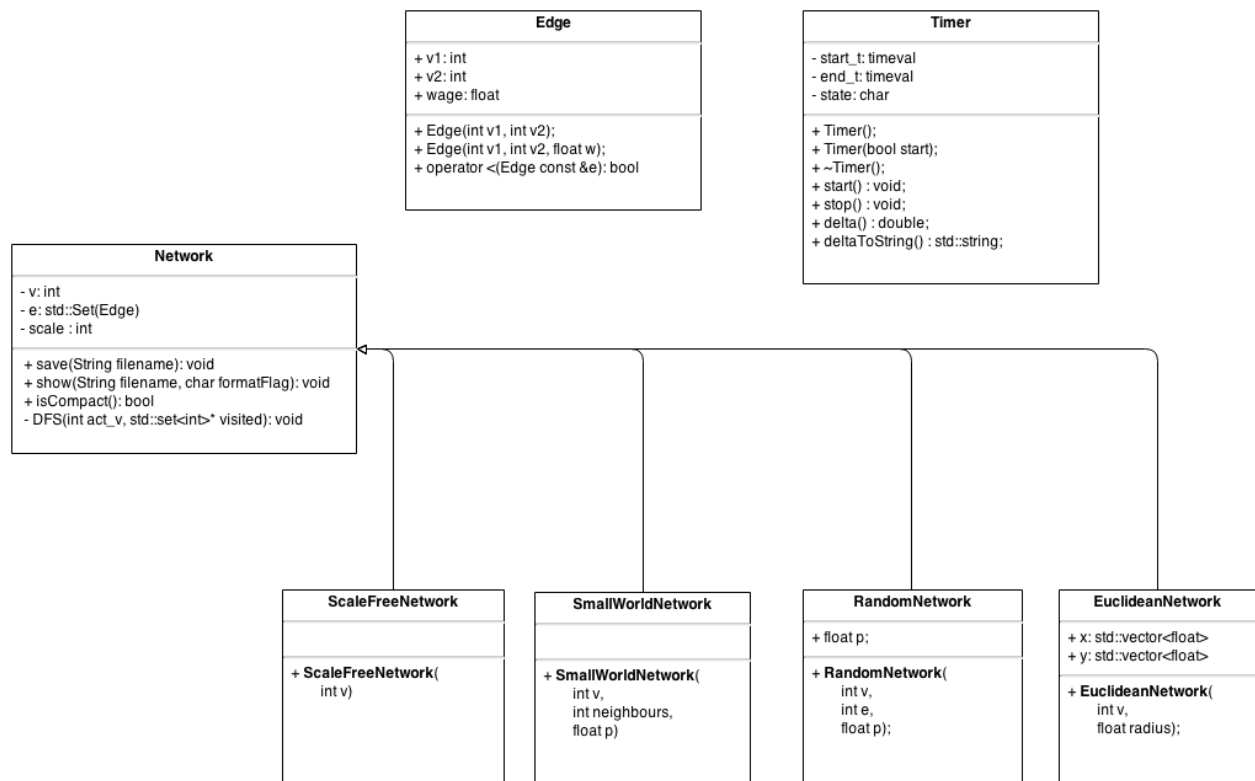 Edge
+ v1: int
+ v2: int
+ wage: float
+ Edge(int v1, int v2);
+ Edge(int v1, int v2, float w);
+ operator <(Edge const &e): bool
Timer
- start_t: timeval
- end_t: timeval
- state: char
+ Timer();
+ Timer(bool start);
+ ~Timer();
+ start() : void;
+ stop() : void;
+ delta() : double;
+ deltaToString() : std::string;
Network
- v: int
- e: std::Set(Edge)
- scale : int
+ save(String filename): void
+ show(String filename, char formatFlag): void
+ isCompact(): bool
- DFS(int act_v, std::set<int>* visited): void
ScaleFreeNetwork
+ ScaleFreeNetwork(
int v)
SmallWorldNetwork
+ SmallWorldNetwork(
int v,
int neighbours,
float p)
RandomNetwork
+ float p;
+ RandomNetwork(
int v,
int e,
float p);
EuclideanNetwork
+ x: std::vector<float>
+ y: std::vector<float>
+ EuclideanNetwork(
int v,
float radius);